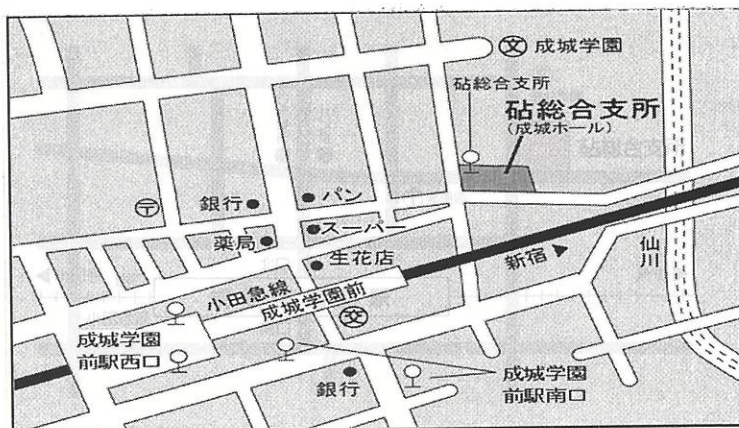 文 成城学園
砧総合支所
砧総合支所
(成城ホール)
〒
銀行
パン
スーパー
薬局
生花店
小田急線
成城学園前
新宿
仙川
交
成城学園
前駅西口
銀行
成城学園
前駅南口